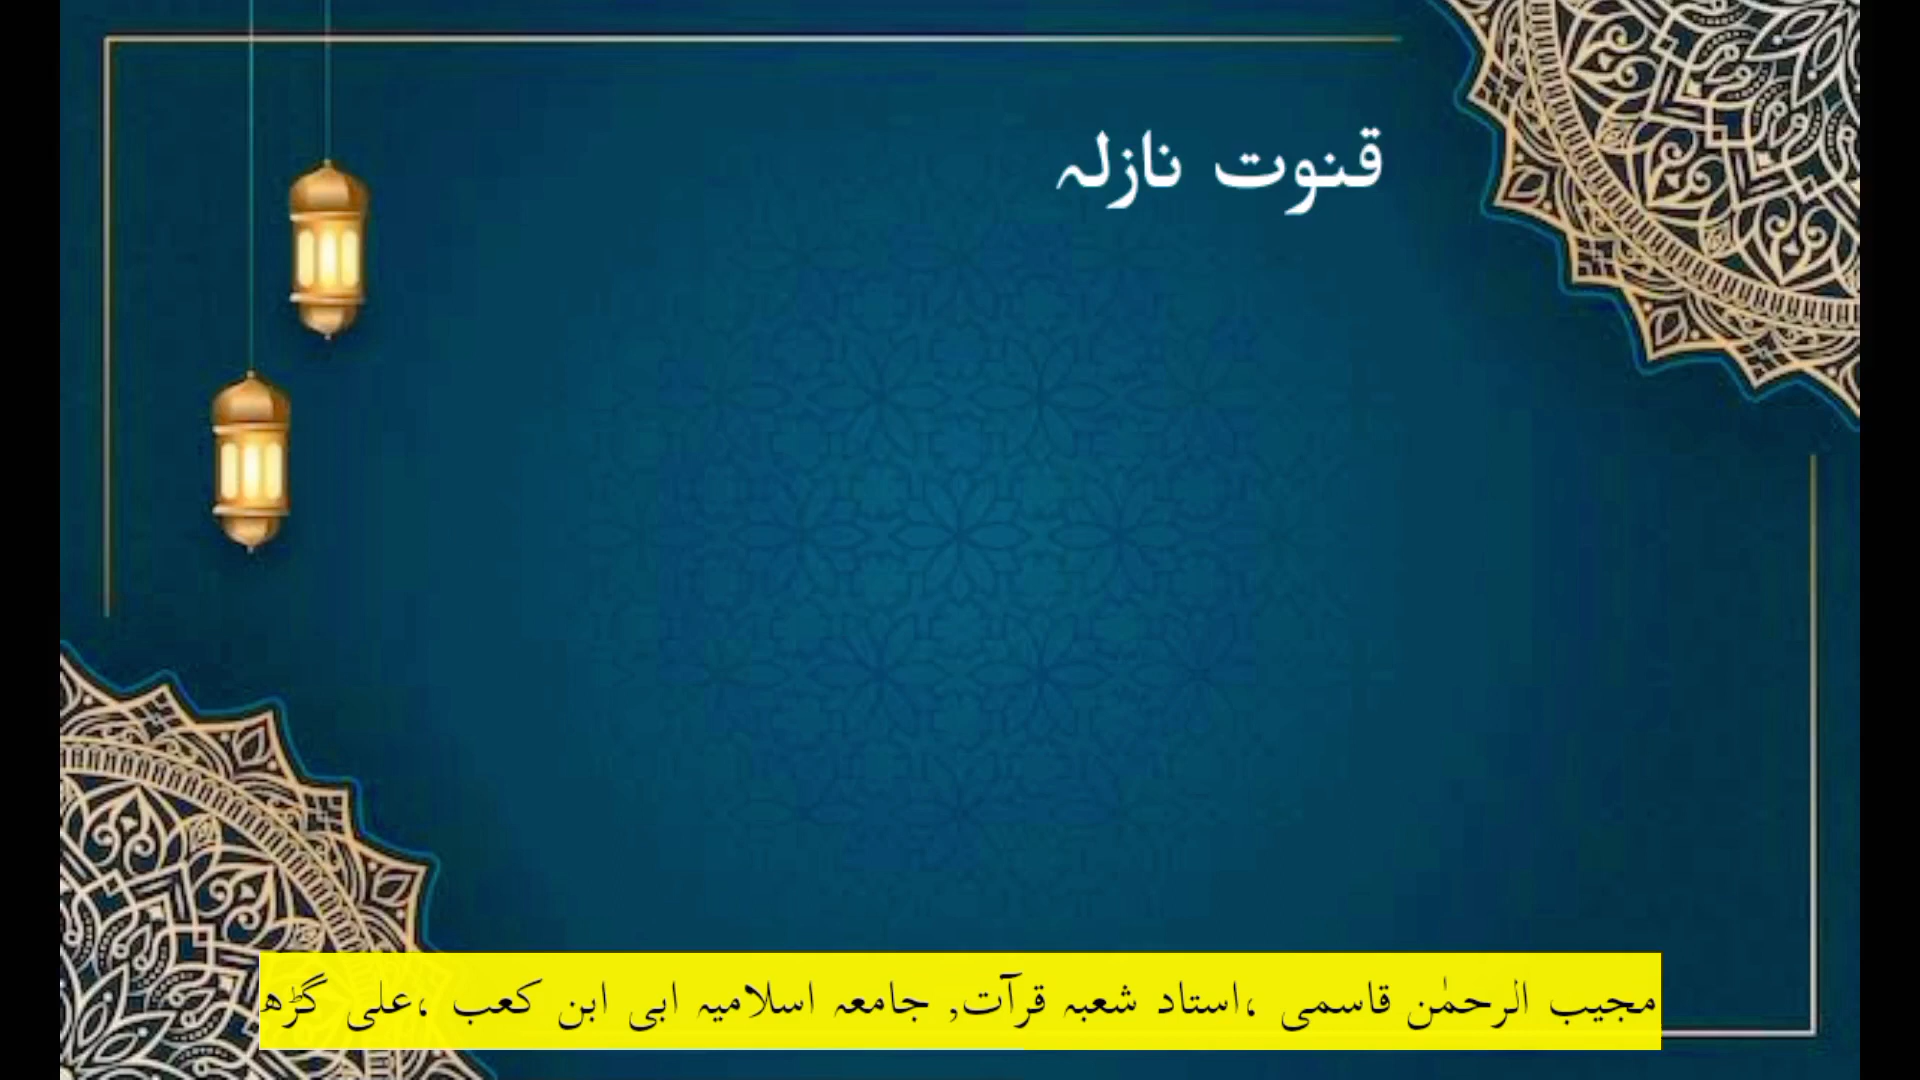 قنوت نازلہ
مجیب الرحمٰن قاسمی ،استاد شعبہ قرآت, جامعہ اسلامیہ ابی ابن کعب ،علی گڑھ